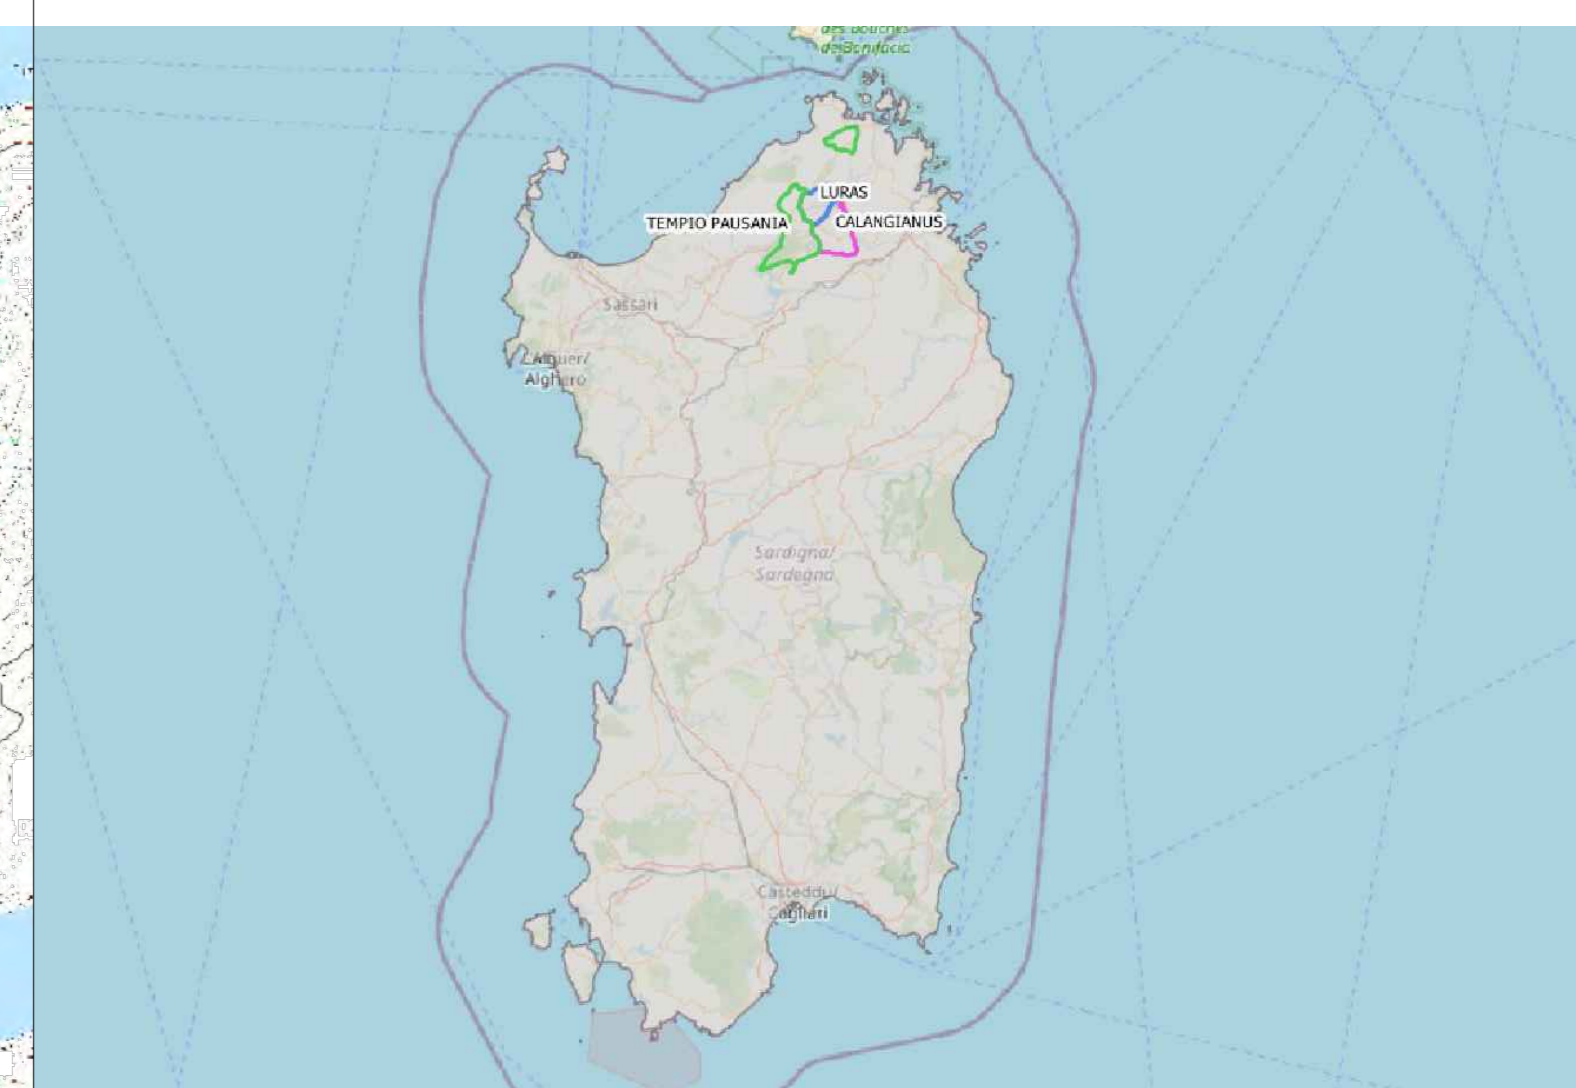 des Bouches
de Bonifacio
LURAS
TEMPIO PAUSANIA
CALANGIANUS
Sassari
L'Alguer/
Alghero
Sardigna/
Sardegna
Casteddu/
Cagliari